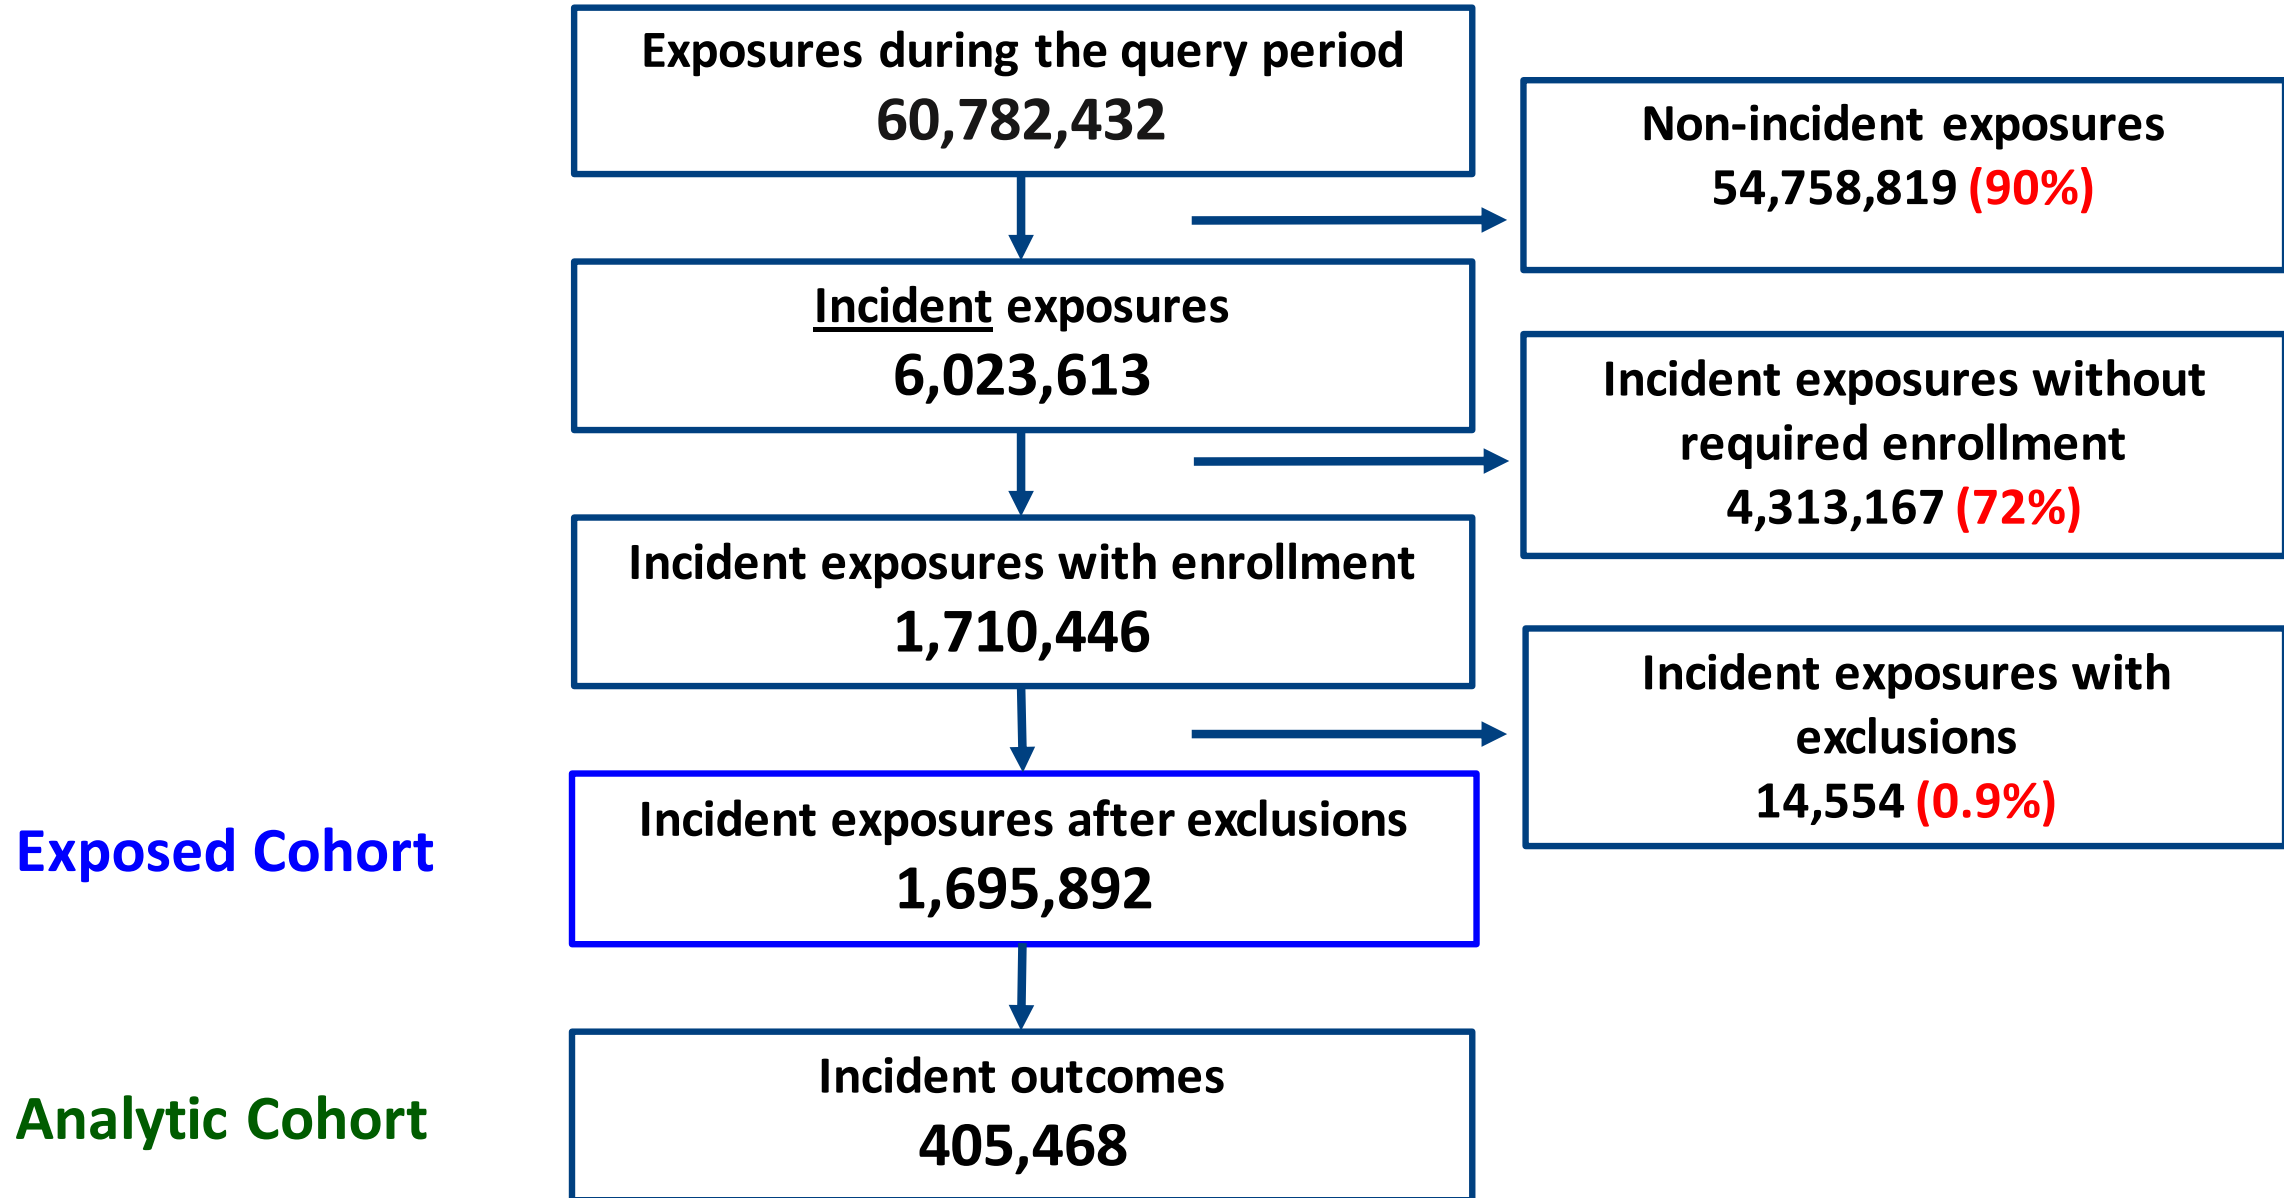 Exposures during the query period
60,782,432
Non-incident exposures
54,758,819 (90%)
Incident exposures
6,023,613
Incident exposures without
required enrollment
4,313,167 (72%)
Incident exposures with enrollment
1,710,446
Incident exposures with
exclusions
14,554 (0.9%)
Exposed Cohort
Incident exposures after exclusions
1,695,892
Analytic Cohort
Incident outcomes
405,468